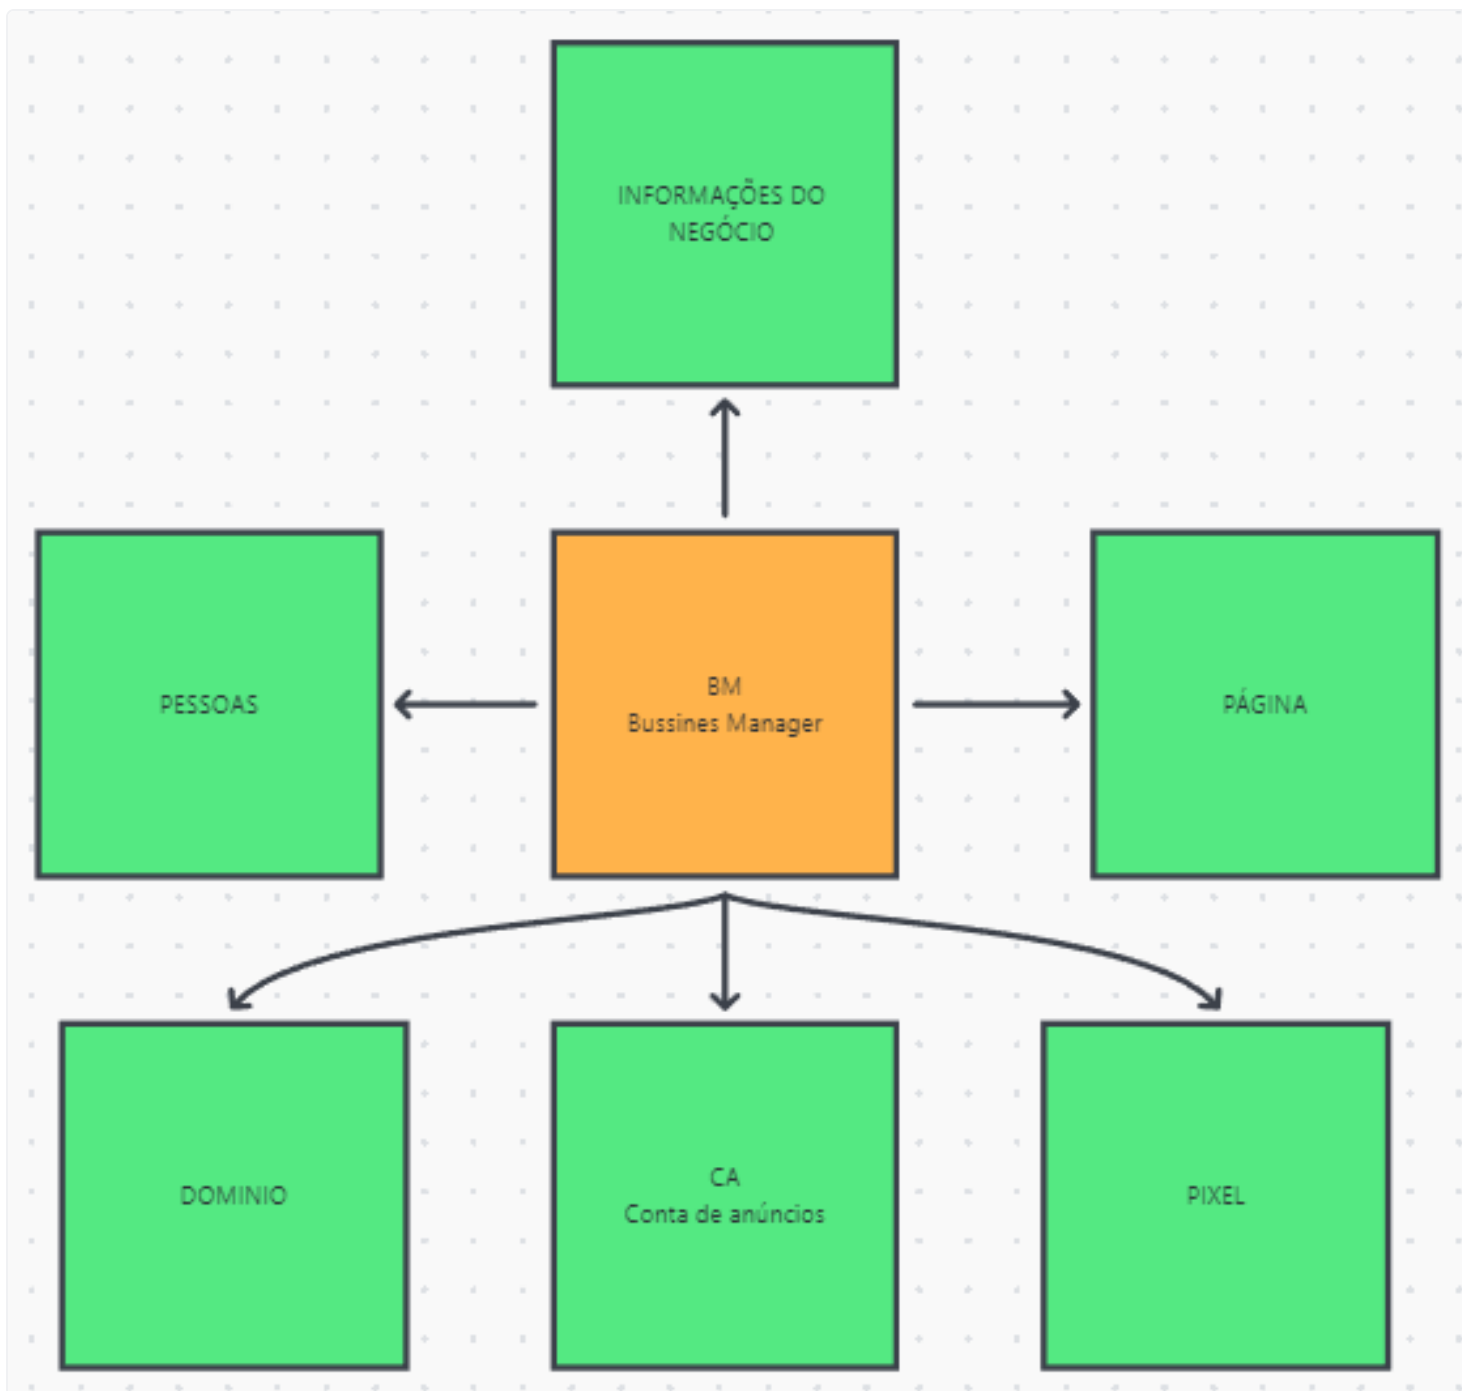 INFORMAÇÕES DO
NEGÓCIO
PESSOAS
BM
Bussines Manager
PÁGINA
DOMINIO
CA
Conta de anúncios
PIXEL